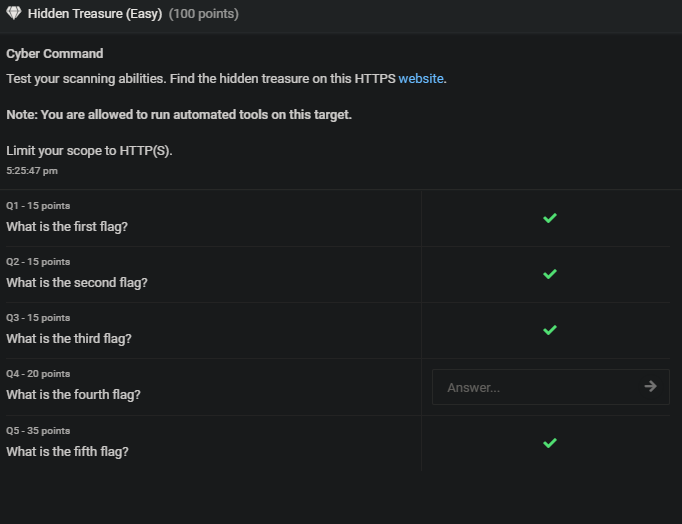 Hidden Treasure (Easy) (100 points)
Cyber Command
Test your scanning abilities. Find the hidden treasure on this HTTPS website.
Note: You are allowed to run automated tools on this target.
Limit your scope to HTTP(S).
5:25:47 pm
Q1 - 15 points
What is the first flag?
Q2 - 15 points
What is the second flag?
Q3 - 15 points
What is the third flag?
Q4 - 20 points
What is the fourth flag?
Answer...
Q5 - 35 points
What is the fifth flag?